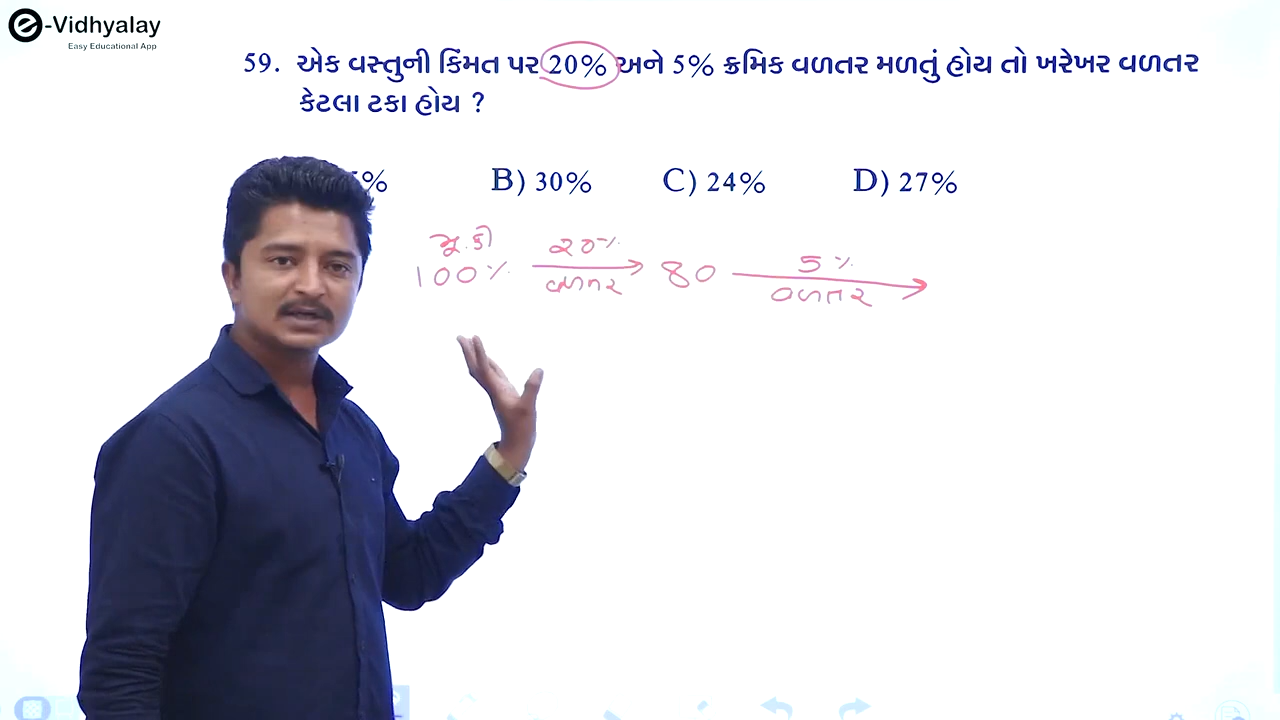 e-Vidhyalay
Easy Educational App
59. એક વસ્તુની કિંમત પર 20% અને 5% ક્રમિક વળતર મળતું હોય તો ખરેખર વળતર
કેટલા ટકા હોય ?
% B) 30% C) 24% D) 27%
મૂ.કી 20% 5%
100% 80
વળતર વળતર